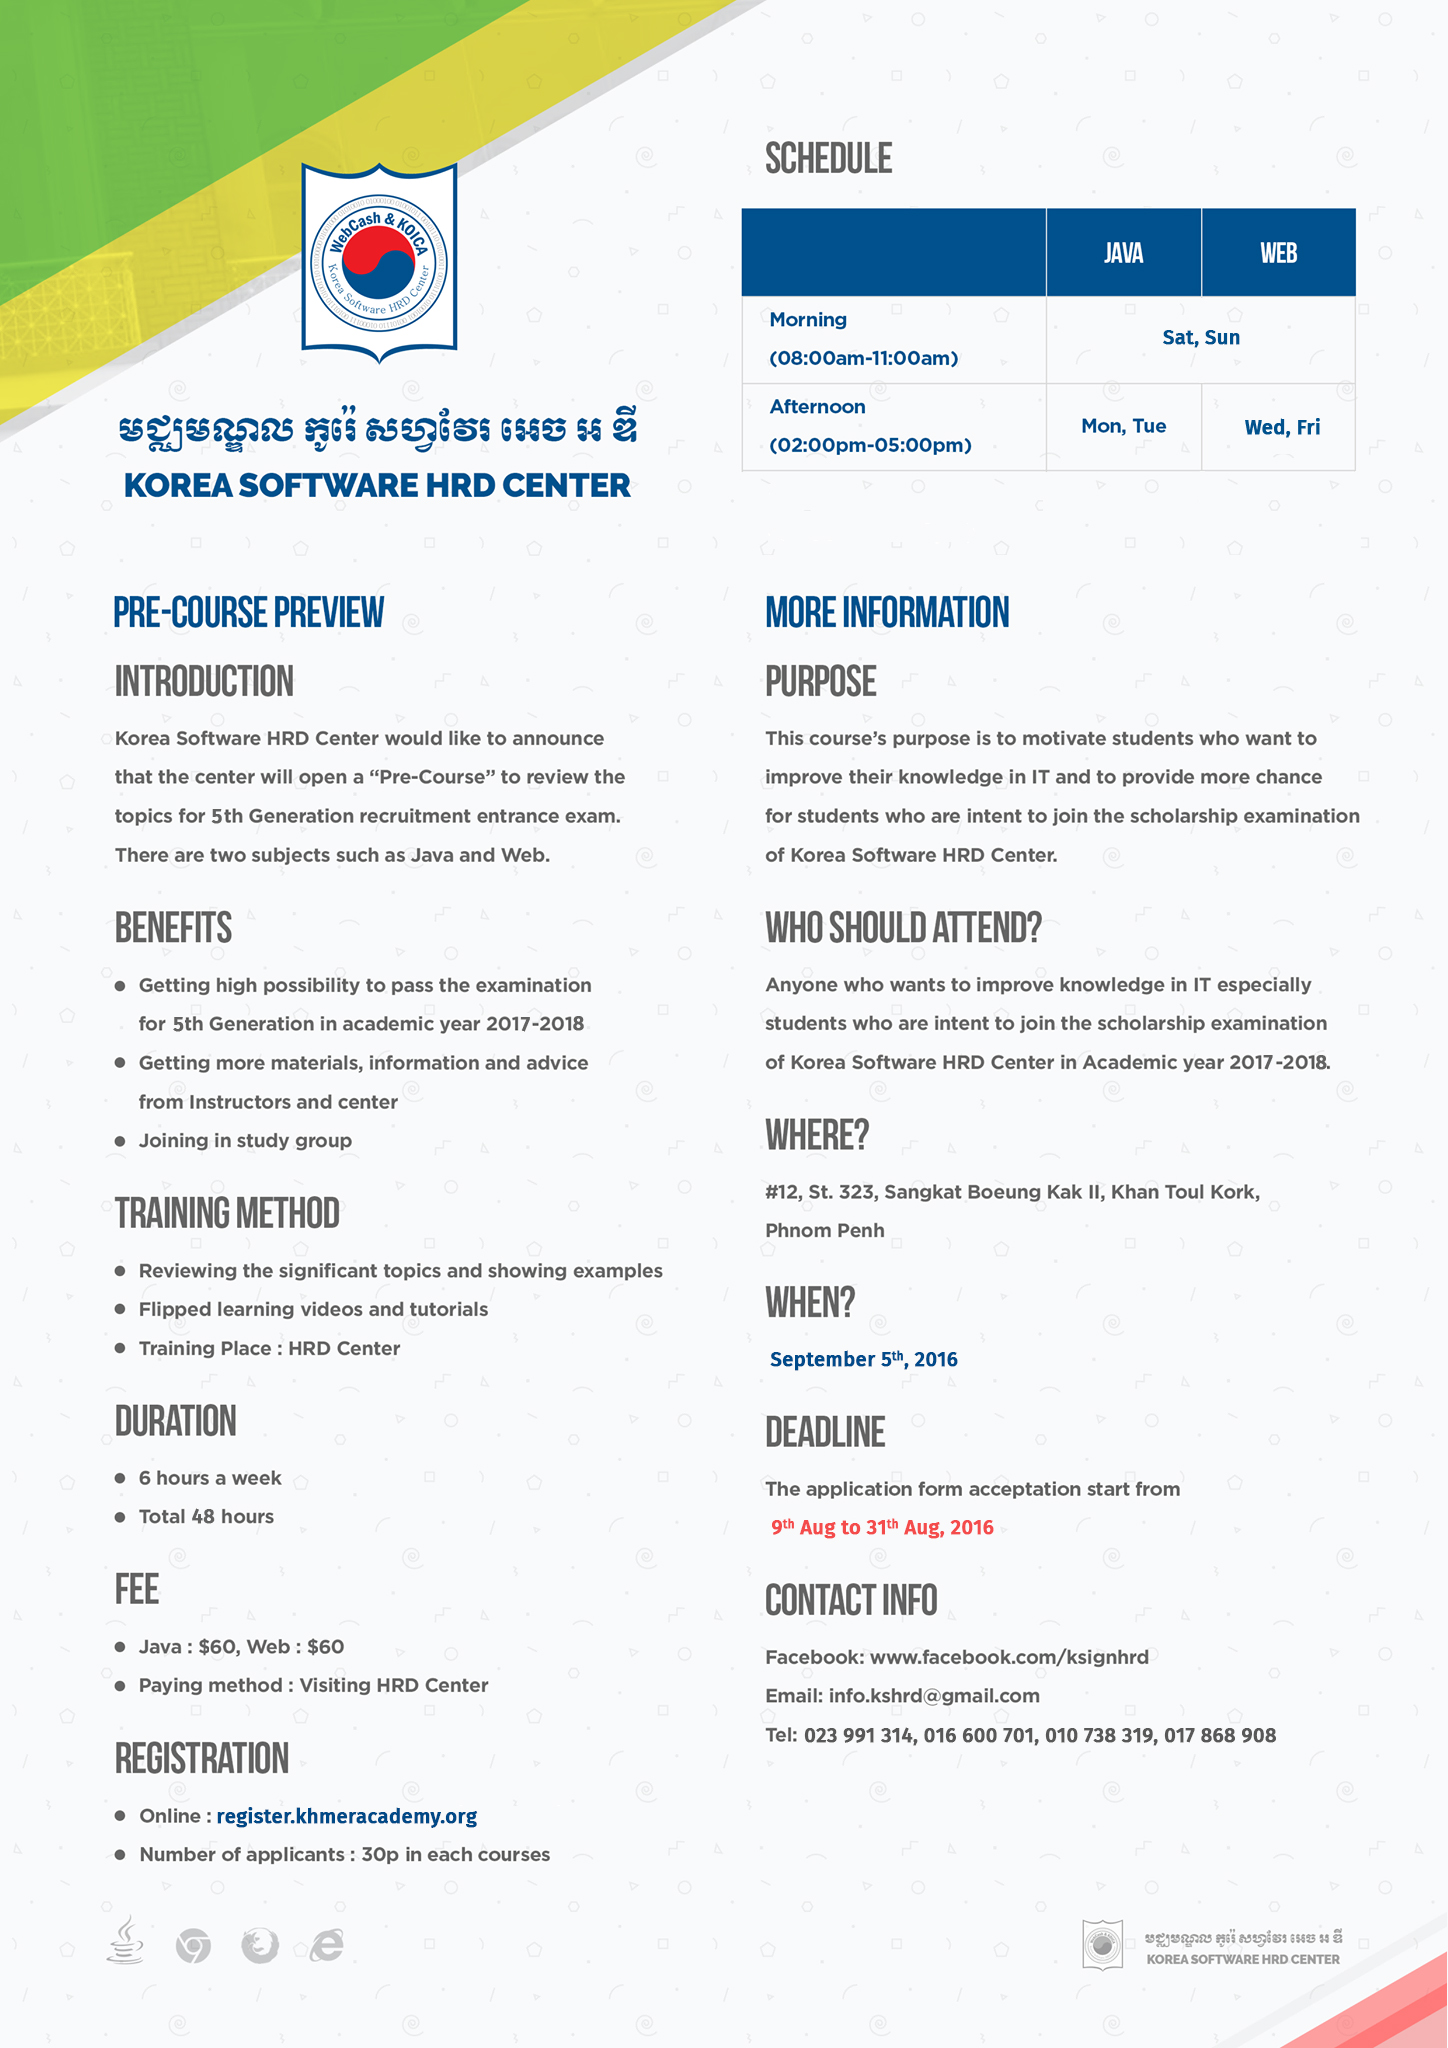 WebCash & KOICA
Korea Software HRD Center
មជ្ឈមណ្ឌល កូរ៉េ សហ្វវែរ អេច អ ឌី
KOREA SOFTWARE HRD CENTER
SCHEDULE
JAVA WEB
Morning
(08:00am-11:00am)
Sat, Sun
Afternoon
(02:00pm-05:00pm)
Mon, Tue
Wed, Fri
PRE-COURSE PREVIEW
INTRODUCTION
Korea Software HRD Center would like to announce
that the center will open a “Pre-Course” to review the
topics for 5th Generation recruitment entrance exam.
There are two subjects such as Java and Web.
BENEFITS
Getting high possibility to pass the examination
for 5th Generation in academic year 2017-2018
Getting more materials, information and advice
from Instructors and center
Joining in study group
TRAINING METHOD
Reviewing the significant topics and showing examples
Flipped learning videos and tutorials
Training Place : HRD Center
DURATION
6 hours a week
Total 48 hours
FEE
Java : $60, Web : $60
Paying method : Visiting HRD Center
REGISTRATION
Online : register.khmeracademy.org
Number of applicants : 30p in each courses
MORE INFORMATION
PURPOSE
This course’s purpose is to motivate students who want to
improve their knowledge in IT and to provide more chance
for students who are intent to join the scholarship examination
of Korea Software HRD Center.
WHO SHOULD ATTEND?
Anyone who wants to improve knowledge in IT especially
students who are intent to join the scholarship examination
of Korea Software HRD Center in Academic year 2017-2018.
WHERE?
#12, St. 323, Sangkat Boeung Kak II, Khan Toul Kork,
Phnom Penh
WHEN?
September 5th, 2016
DEADLINE
The application form acceptation start from
9th Aug to 31th Aug, 2016
CONTACT INFO
Facebook: www.facebook.com/ksignhrd
Email: info.kshrd@gmail.com
Tel: 023 991 314, 016 600 701, 010 738 319, 017 868 908
មជ្ឈមណ្ឌល កូរ៉េ សហ្វវែរ អេច អ ឌី
KOREA SOFTWARE HRD CENTER